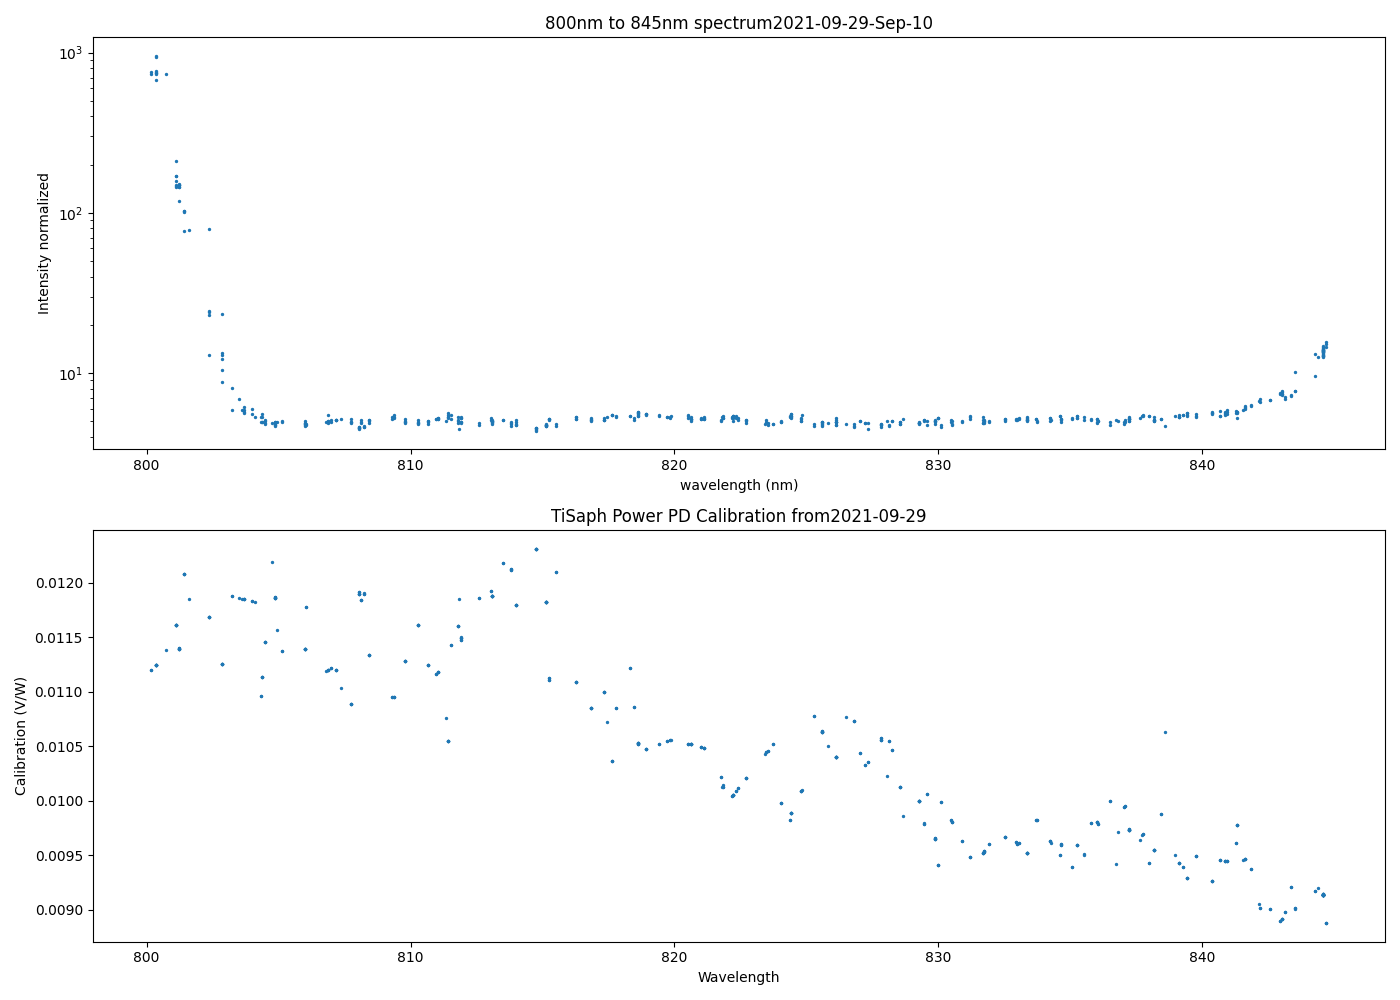 800nm to 845nm spectrum2021-09-29-Sep-10
Intensity normalized
10³
10²
10¹
800 810 820 830 840
wavelength (nm)
TiSaph Power PD Calibration from2021-09-29
Calibration (V/W)
0.0120
0.0115
0.0110
0.0105
0.0100
0.0095
0.0090
800 810 820 830 840
Wavelength